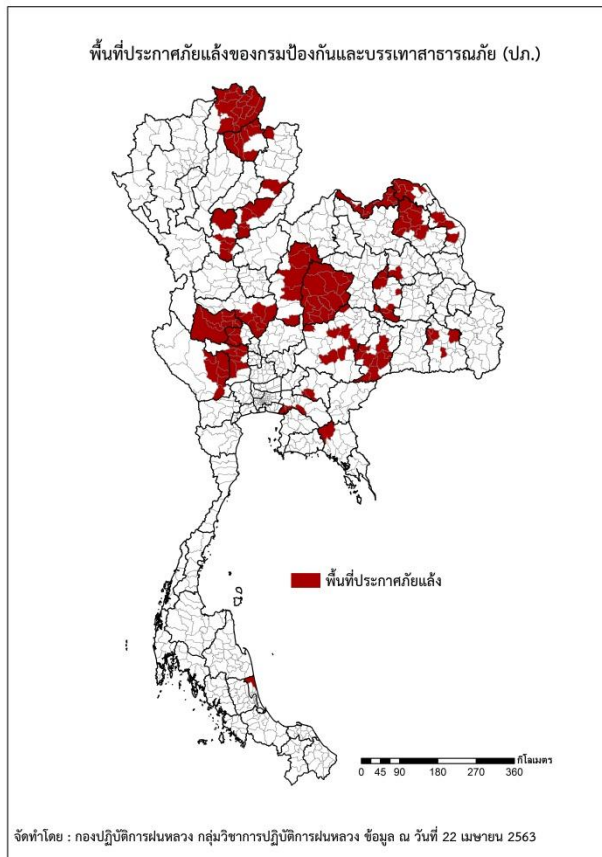 พื้นที่ประกาศภัยแล้งของกรมป้องกันและบรรเทาสาธารณภัย (ปภ.)
พื้นที่ประกาศภัยแล้ง
กิโลเมตร
0 45 90 180 270 360
จัดทำโดย : กองปฏิบัติการฝนหลวง กลุ่มวิชาการปฏิบัติการฝนหลวง ข้อมูล ณ วันที่ 22 เมษายน 2563